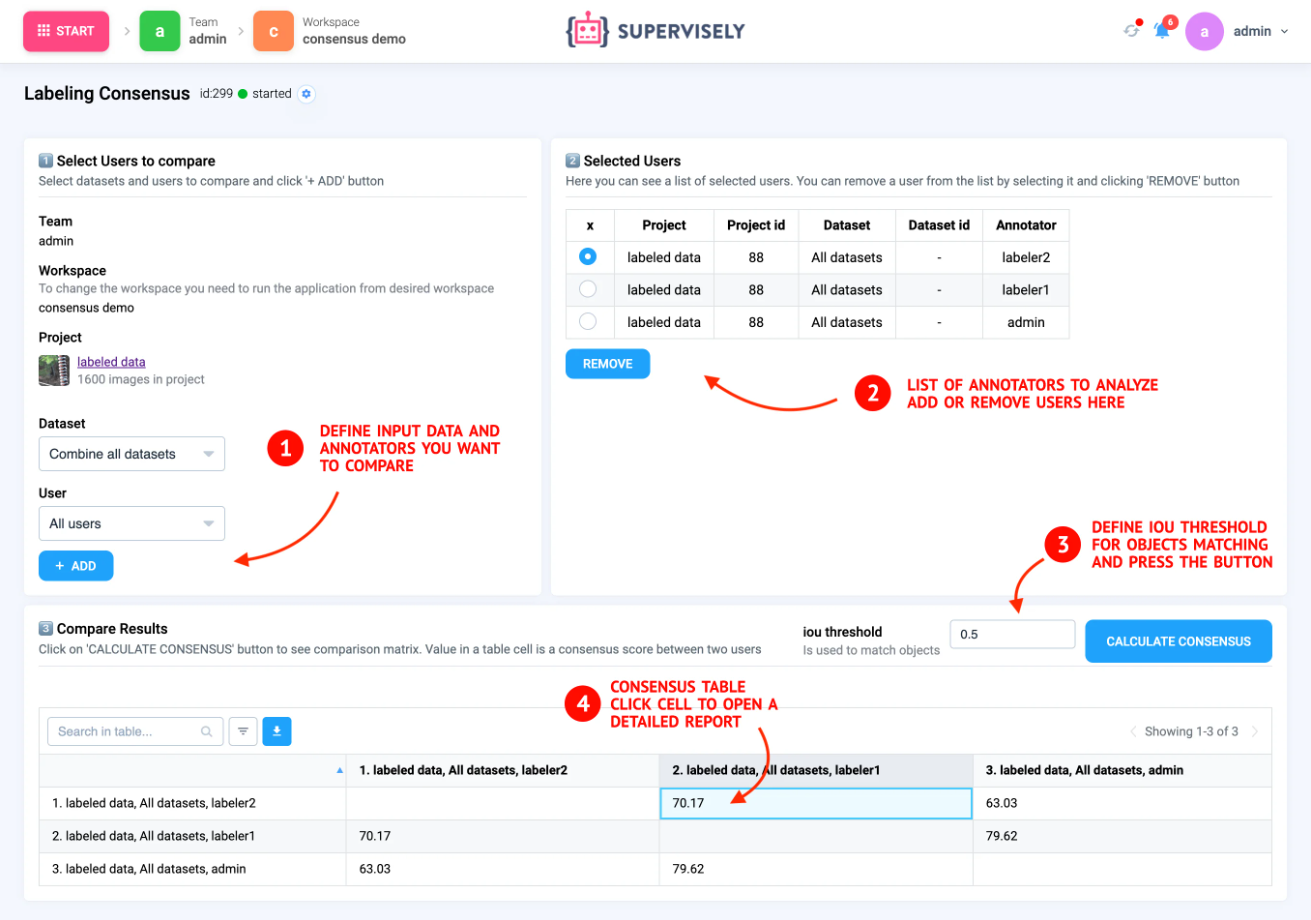 START
a
Team
admin
c
Workspace
consensus demo
SUPERVISELY
6
a
admin
Labeling Consensus id:299 started
1 Select Users to compare
Select datasets and users to compare and click '+ ADD' button
Team
admin
Workspace
To change the workspace you need to run the application from desired workspace
consensus demo
Project
labeled data
1600 images in project
Dataset
Combine all datasets
User
All users
+ ADD
1
DEFINE INPUT DATA AND
ANNOTATORS YOU WANT
TO COMPARE
2 Selected Users
Here you can see a list of selected users. You can remove a user from the list by selecting it and clicking 'REMOVE' button
x Project Project id Dataset Dataset id Annotator
labeled data 88 All datasets - labeler2
labeled data 88 All datasets - labeler1
labeled data 88 All datasets - admin
REMOVE
2
LIST OF ANNOTATORS TO ANALYZE
ADD OR REMOVE USERS HERE
3
DEFINE IOU THRESHOLD
FOR OBJECTS MATCHING
AND PRESS THE BUTTON
3 Compare Results
Click on 'CALCULATE CONSENSUS' button to see comparison matrix. Value in a table cell is a consensus score between two users
iou threshold
Is used to match objects
0.5
CALCULATE CONSENSUS
4
CONSENSUS TABLE
CLICK CELL TO OPEN A
DETAILED REPORT
Search in table...
Showing 1-3 of 3
1. labeled data, All datasets, labeler2 2. labeled data, All datasets, labeler1 3. labeled data, All datasets, admin
1. labeled data, All datasets, labeler2 70.17 63.03
2. labeled data, All datasets, labeler1 70.17 79.62
3. labeled data, All datasets, admin 63.03 79.62